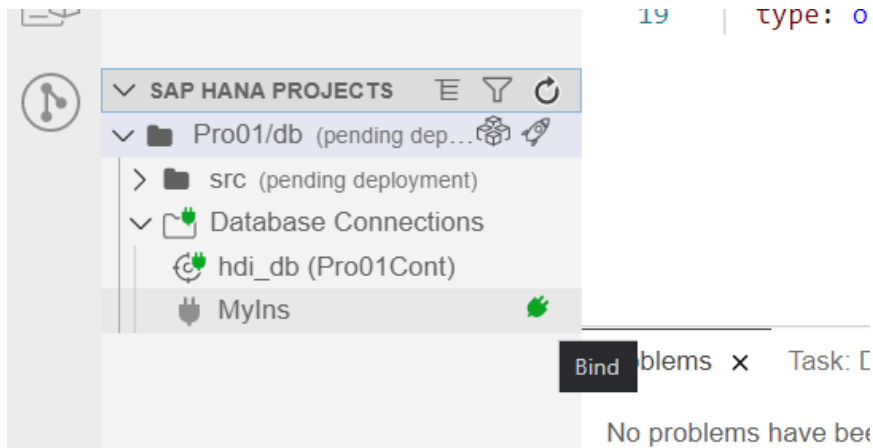 19 type: o
SAP HANA PROJECTS
Pro01/db (pending dep...
src (pending deployment)
Database Connections
hdi_db (Pro01Cont)
MyIns
Bind
oblems × Task: D
No problems have bee